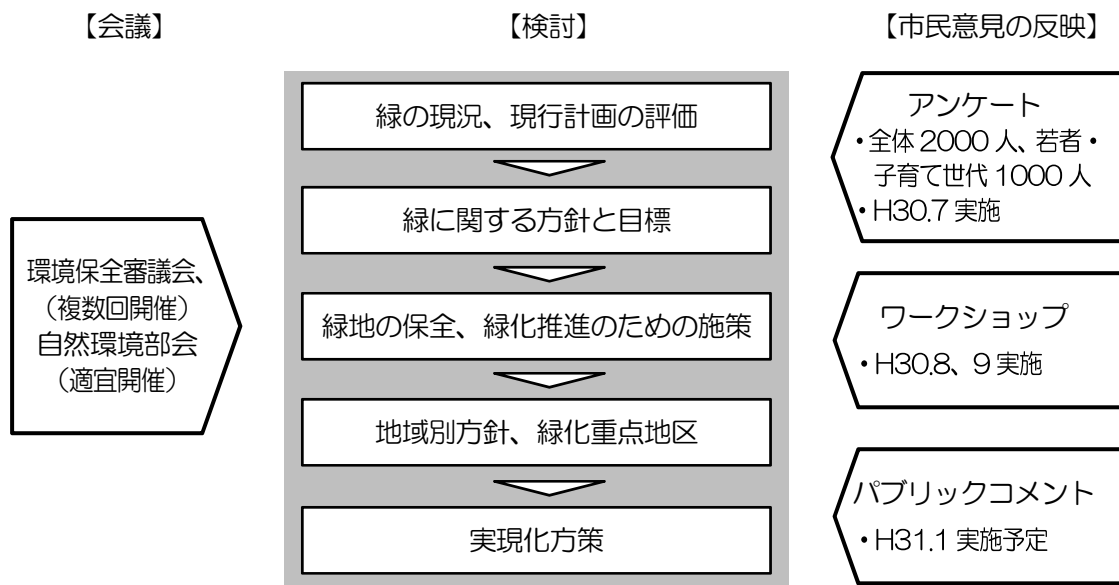 【会議】
【検討】
【市民意見の反映】
環境保全審議会、
（複数回開催）
自然環境部会
（適宜開催）
緑の現況、現行計画の評価
緑に関する方針と目標
緑地の保全、緑化推進のための施策
地域別方針、緑化重点地区
実現化方策
アンケート
・全体 2000 人、若者・
子育て世代 1000 人
・H30.7 実施
ワークショップ
・H30.8、9 実施
パブリックコメント
・H31.1 実施予定